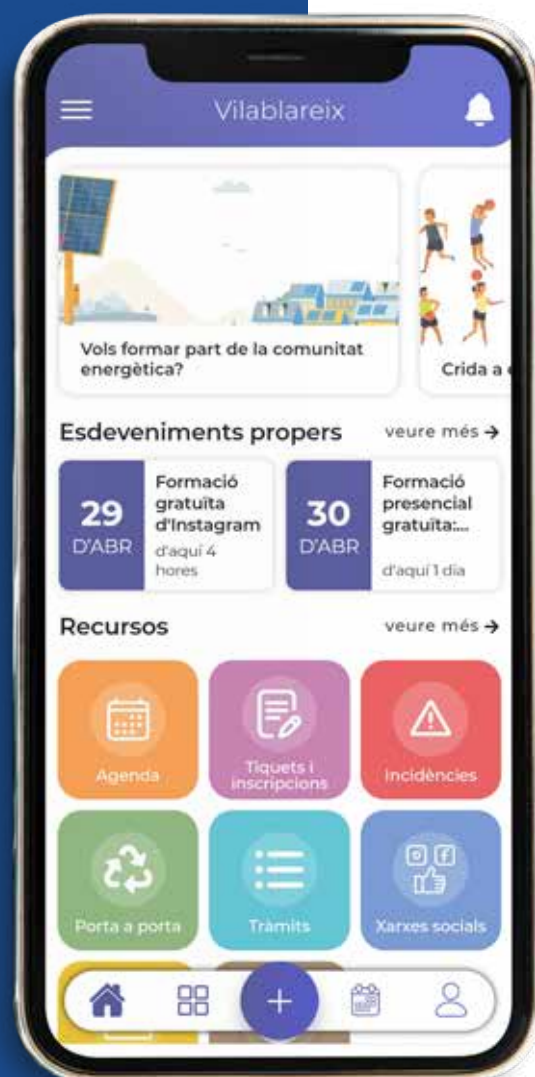 Vilablareix
Vols formar part de la comunitat
energètica?
Crida a
Esdeveniments propers
veure més →
29
D'ABR
Formació
gratuïta
d'Instagram
d'aquí 4
hores
30
D'ABR
Formació
presencial
gratuïta:...
d'aquí 1 dia
Recursos
veure més →
Agenda
Tiquets i
inscripcions
Incidències
Porta a porta
Tràmits
Xarxes socials